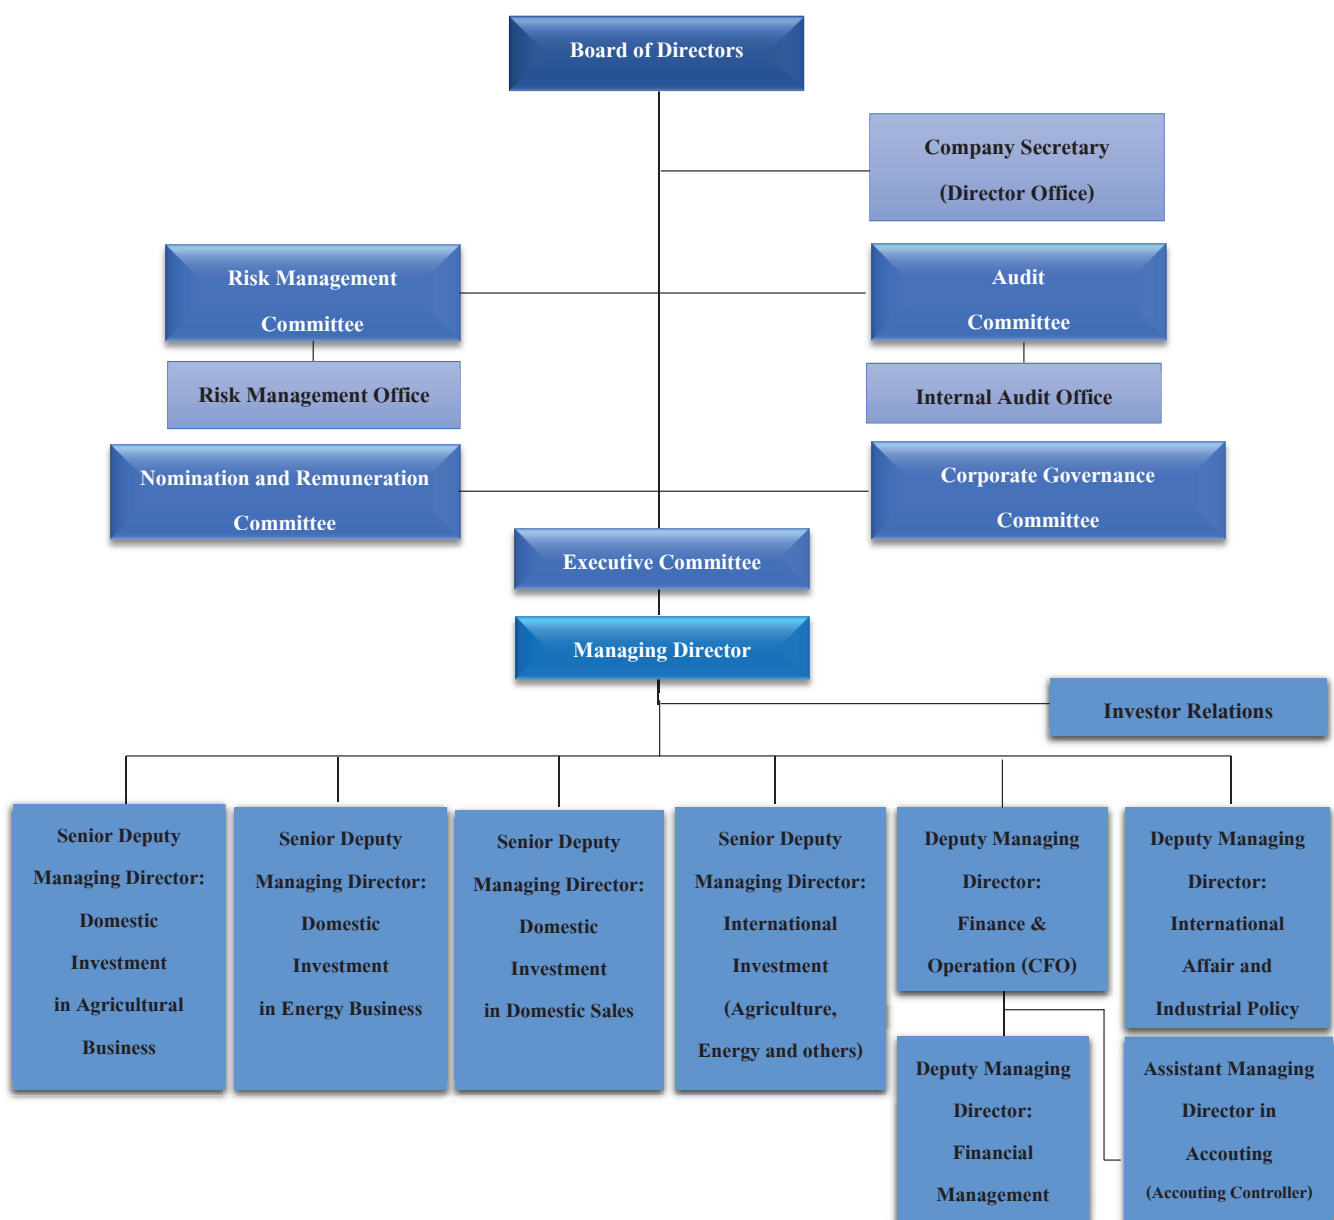 Board of Directors
Company Secretary
(Director Office)
Risk Management
Committee
Audit
Committee
Risk Management Office
Internal Audit Office
Nomination and Remuneration
Committee
Corporate Governance
Committee
Executive Committee
Managing Director
Investor Relations
Senior Deputy
Managing Director:
Domestic
Investment
in Agricultural
Business
Senior Deputy
Managing Director:
Domestic
Investment
in Energy Business
Senior Deputy
Managing Director:
Domestic
Investment
in Domestic Sales
Senior Deputy
Managing Director:
International
Investment
(Agriculture,
Energy and others)
Deputy Managing
Director:
Finance &
Operation (CFO)
Deputy Managing
Director:
International
Affair and
Industrial Policy
Deputy Managing
Director:
Financial
Management
Assistant Managing
Director in
Accouting
(Accouting Controller)